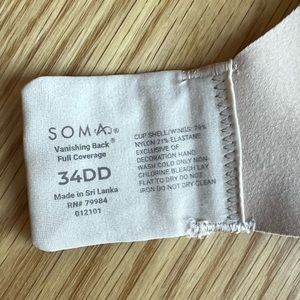 SOMA®
Vanishing Back®
Full Coverage
34DD
Made in Sri Lanka
RN# 79984
012101
CUP SHELL/WINGS: 79%
NYLON 21% ELASTANE
EXCLUSIVE OF
DECORATION HAND
WASH COLD ONLY NON-
CHLORINE BLEACH LAY
FLAT TO DRY DO NOT
IRON DO NOT DRY CLEAN